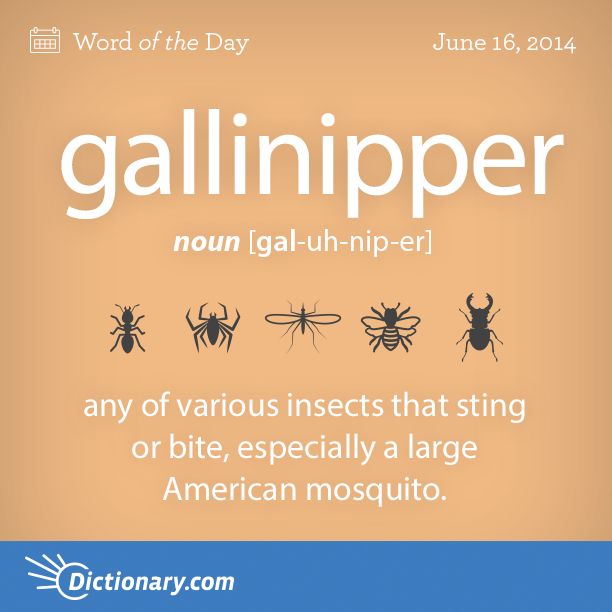 Word of the Day
June 16, 2014
gallinipper
noun [gal-uh-nip-er]
any of various insects that sting
or bite, especially a large
American mosquito.
Dictionary.com